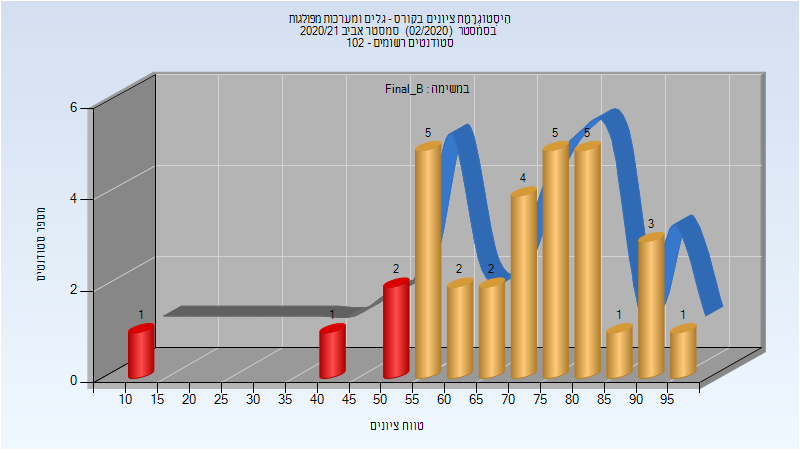 היסטוגרמת ציונים בקורס - גלים ומערכות מפולגות
בסמסטר (02/2020) סמסטר אביב 2020/21
סטודנטים רשומים - 102
במשימה : Final_B
מספר סטודנטים
6
4
2
0
1
1
2
5
2
2
4
5
5
1
3
1
10 15 20 25 30 35 40 45 50 55 60 65 70 75 80 85 90 95
טווח ציונים